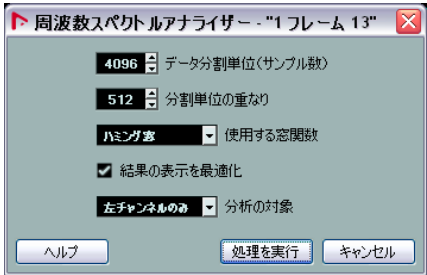 周波数スペクトルアナライザー - "1 フレーム 13"
4096 データ分割単位(サンプル数)
512 分割単位の重なり
ハミング窓 使用する窓関数
結果の表示を最適化
左チャンネルのみ 分析の対象
ヘルプ 処理を実行 キャンセル